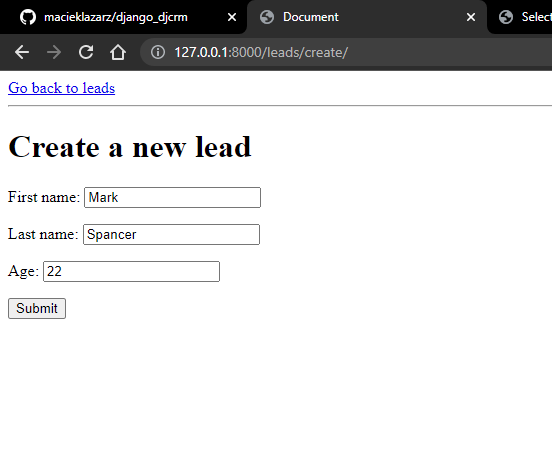 macieklazarz/django_djcrm
Document
Select
127.0.0.1:8000/leads/create/
Go back to leads
Create a new lead
First name: Mark
Last name: Spancer
Age: 22
Submit